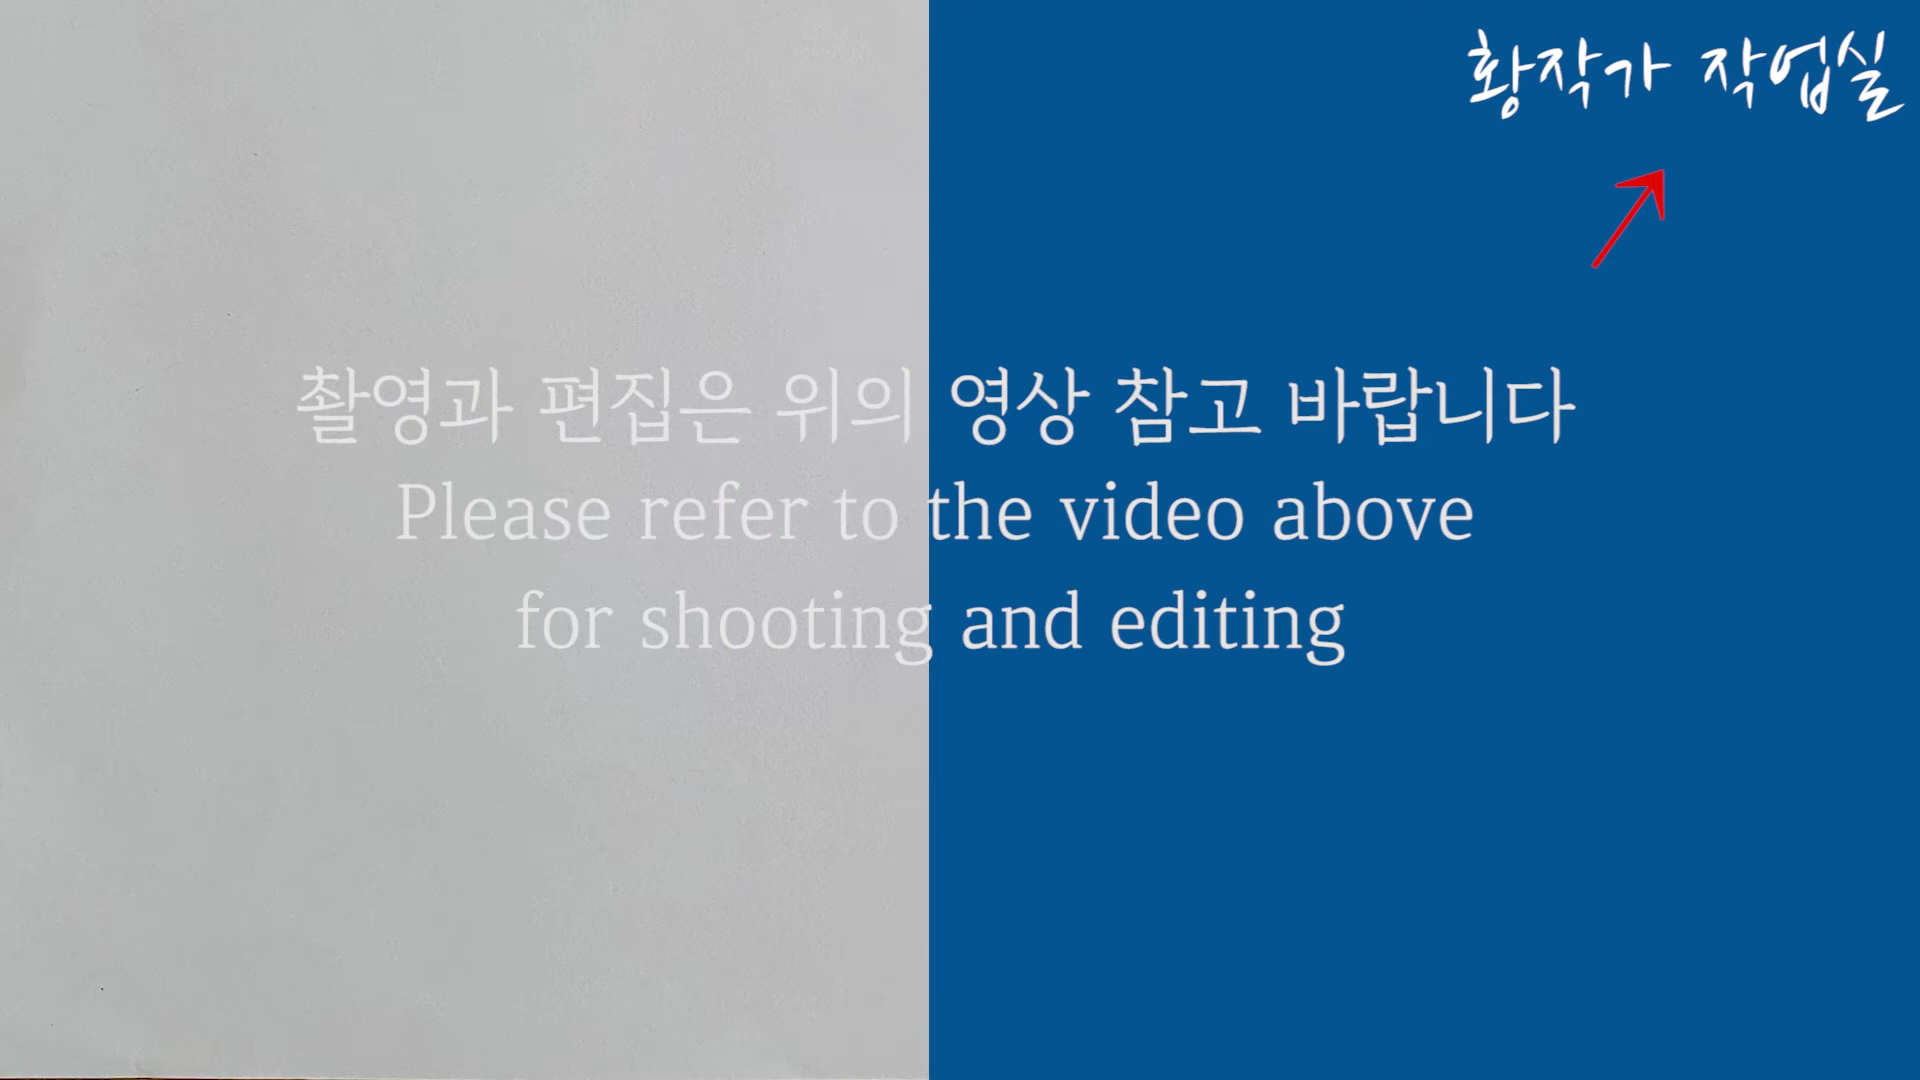 황작가 작업실
촬영과 편집은 위의 영상 참고 바랍니다
Please refer to the video above
for shooting and editing